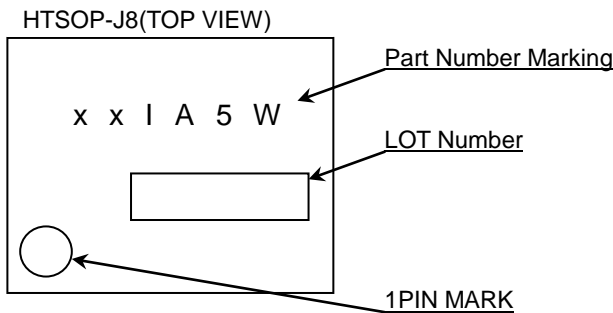 HTSOP-J8(TOP VIEW)
Part Number Marking
x x I A 5 W
LOT Number
1PIN MARK